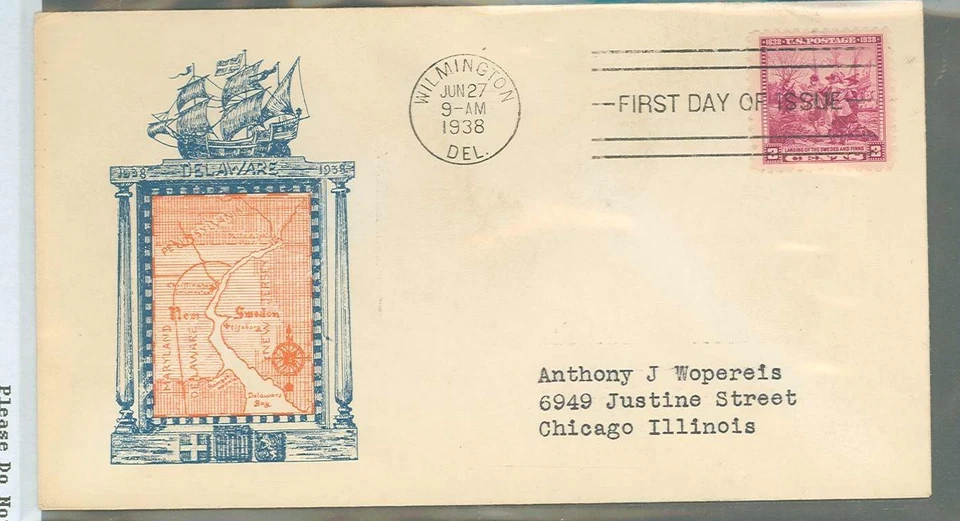 WILMINGTON
JUN 27
9-AM
1938
DEL.
FIRST DAY OF ISSUE
1638 U.S. POSTAGE 1938
LANDING OF THE SWEDES AND FINNS
3 CENTS 3
1638 DELAWARE 1938
PENNSYLVANIA
New Sweden
MARYLAND
DELAWARE
NEW JERSEY
Delaware
Bay
Anthony J Wopereis
6949 Justine Street
Chicago Illinois
Please Do Not